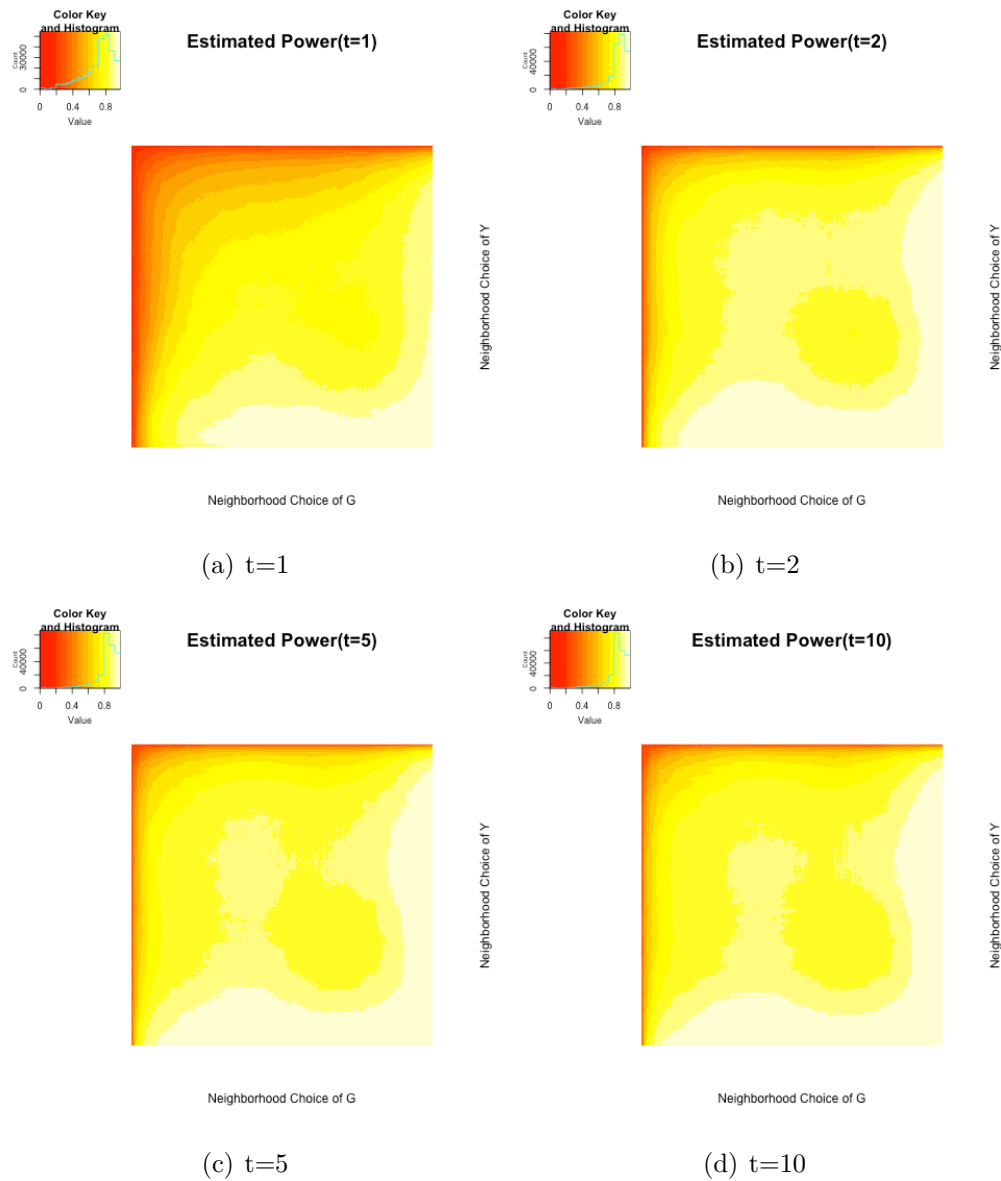 Color Key
and Histogram
Estimated Power(t=1)
Count
0 30000
0 0.4 0.8
Value
Neighborhood Choice of Y
Neighborhood Choice of G
(a) t=1
Color Key
and Histogram
Estimated Power(t=2)
Count
0 40000
0 0.4 0.8
Value
Neighborhood Choice of Y
Neighborhood Choice of G
(b) t=2
Color Key
and Histogram
Estimated Power(t=5)
Count
0 40000
0 0.4 0.8
Value
Neighborhood Choice of Y
Neighborhood Choice of G
(c) t=5
Color Key
and Histogram
Estimated Power(t=10)
Count
0 40000
0 0.4 0.8
Value
Neighborhood Choice of Y
Neighborhood Choice of G
(d) t=10